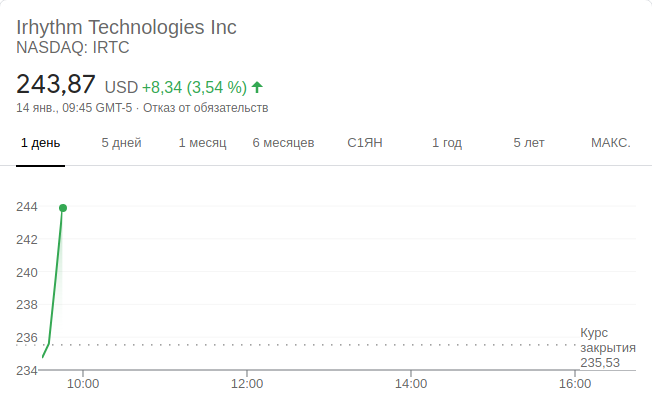 Irhythm Technologies Inc
NASDAQ: IRTC
243,87 USD +8,34 (3,54 %)
14 янв., 09:45 GMT-5 · Отказ от обязательств
1 день 5 дней 1 месяц 6 месяцев С1ЯН 1 год 5 лет МАКС.
244
242
240
238
236
234
Курс
закрытия
235,53
10:00 12:00 14:00 16:00